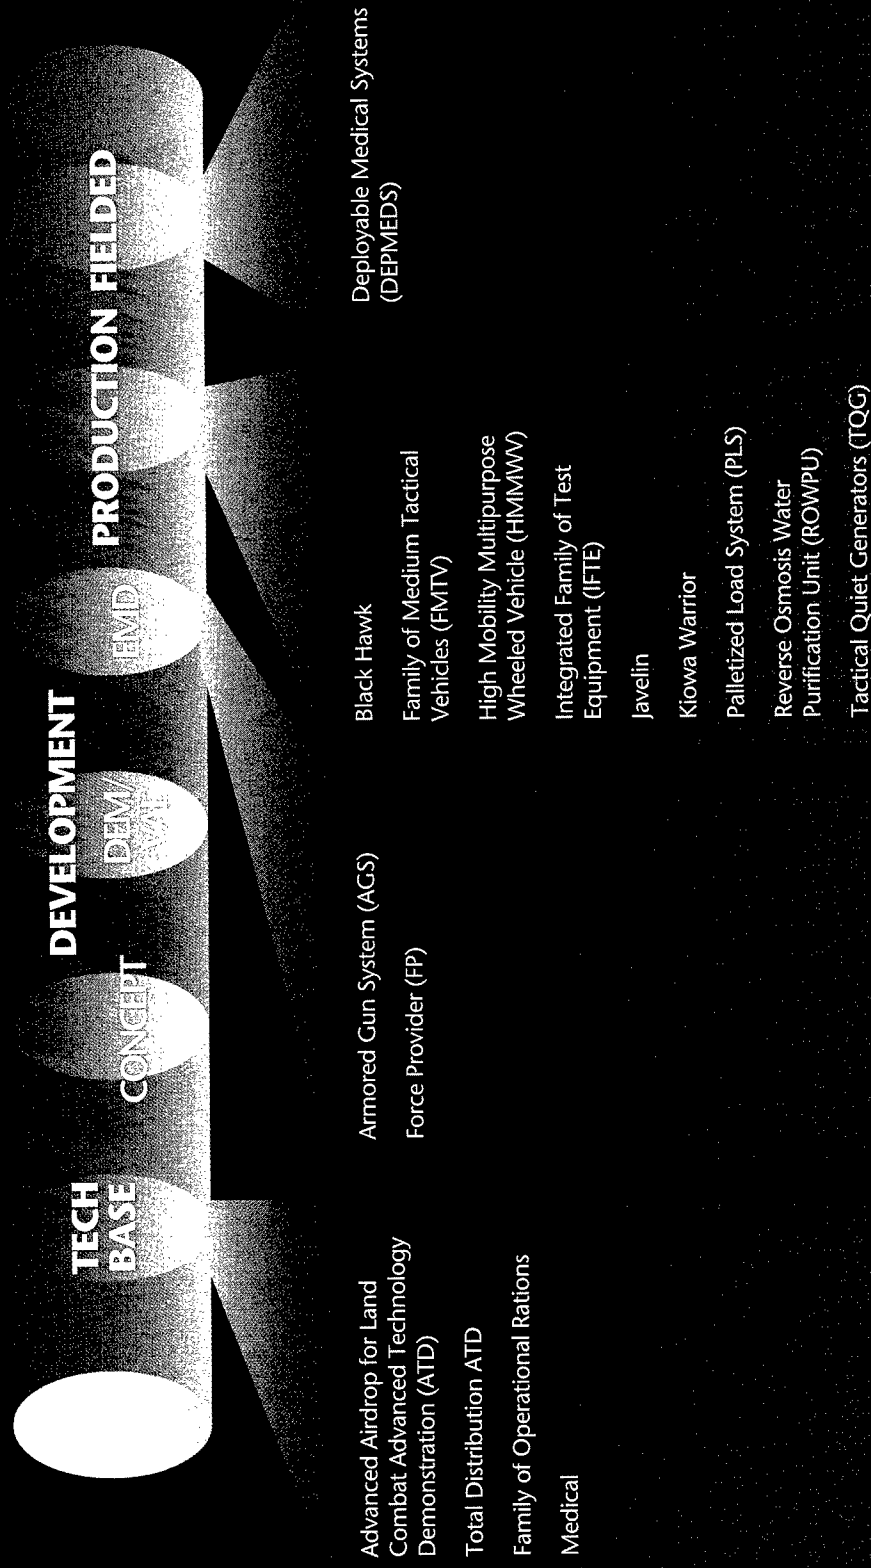 TECH
BASE
DEVELOPMENT
CONCEPT
DEM/
VAL
EMD
PRODUCTION
FIELDED
Advanced Airdrop for Land
Combat Advanced Technology
Demonstration (ATD)
Total Distribution ATD
Family of Operational Rations
Medical
Armored Gun System (AGS)
Force Provider (FP)
Black Hawk
Family of Medium Tactical
Vehicles (FMTV)
High Mobility Multipurpose
Wheeled Vehicle (HMMWV)
Integrated Family of Test
Equipment (IFTE)
Javelin
Kiowa Warrior
Palletized Load System (PLS)
Reverse Osmosis Water
Purification Unit (ROWPU)
Tactical Quiet Generators (TQG)
Deployable Medical Systems
(DEPMEDS)